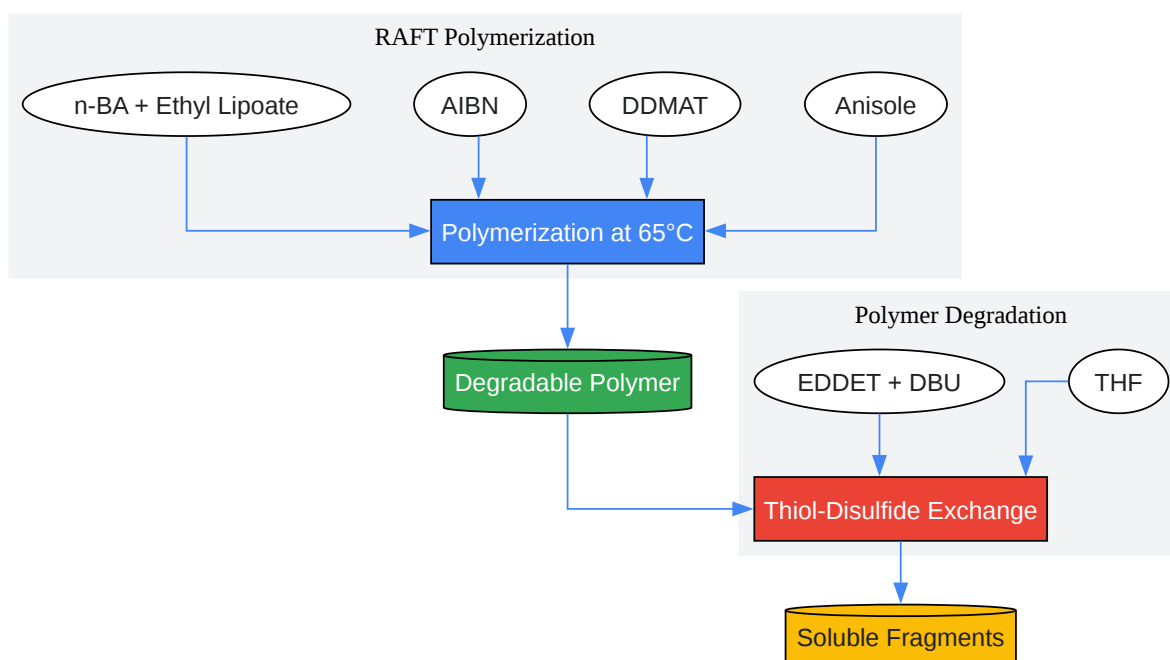 RAFT Polymerization
n-BA + Ethyl Lipoate
AIBN
DDMAT
Anisole
Polymerization at 65°C
Polymer Degradation
Degradable Polymer
EDDET + DBU
THF
Thiol-Disulfide Exchange
Soluble Fragments